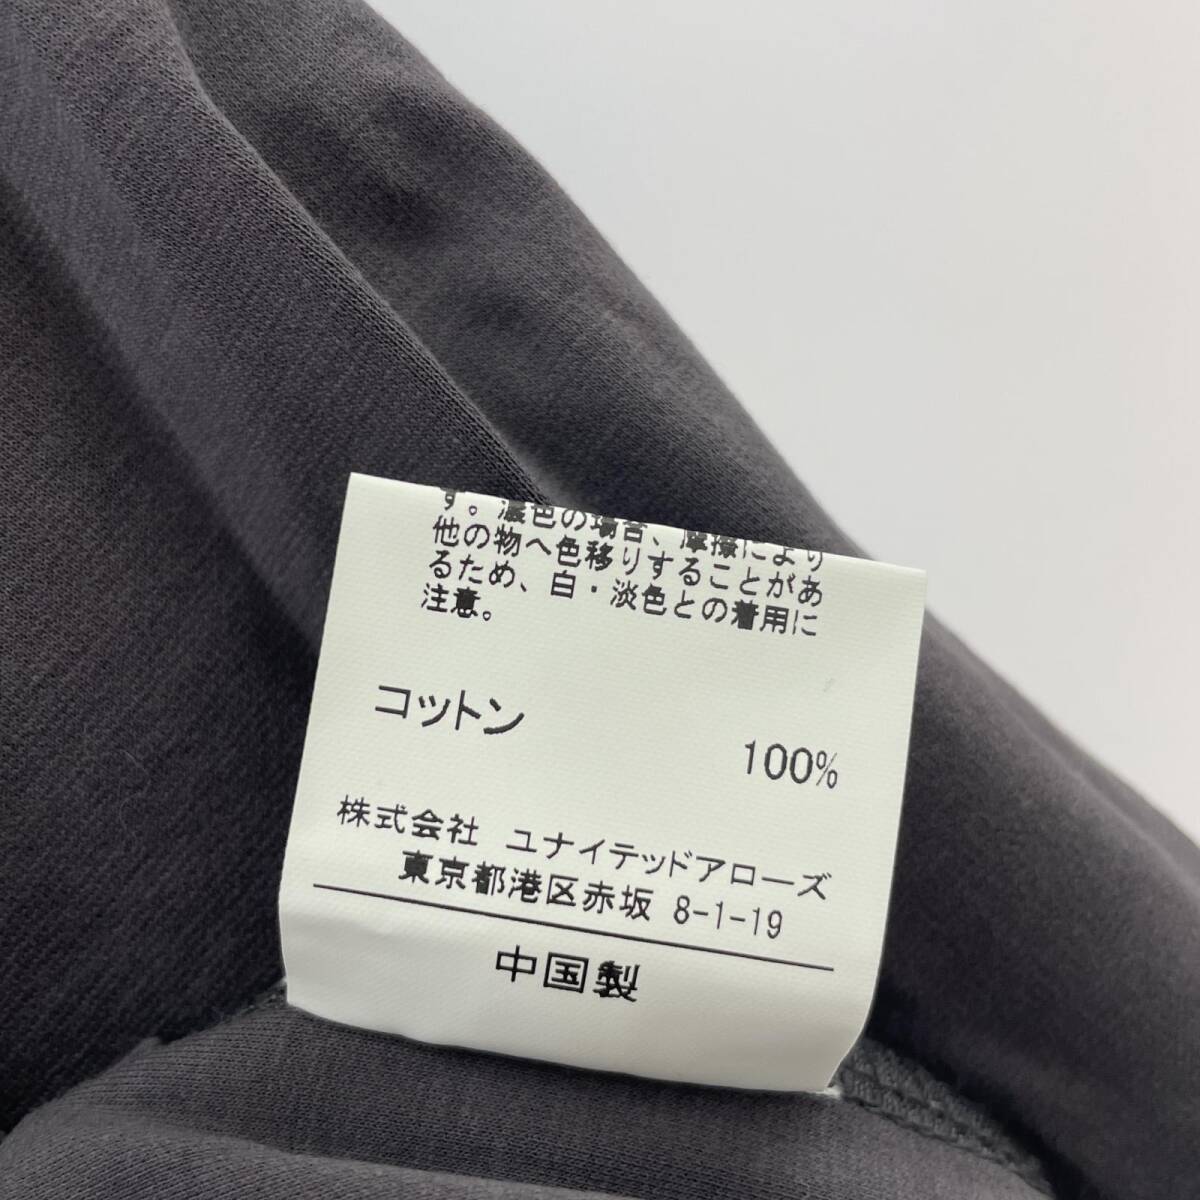 す。濃色の場合、摩擦により
他の物へ色移りすることがあ
るため、白・淡色との着用に
注意。
コットン
100%
株式会社 ユナイテッドアローズ
東京都港区赤坂 8-1-19
中国製